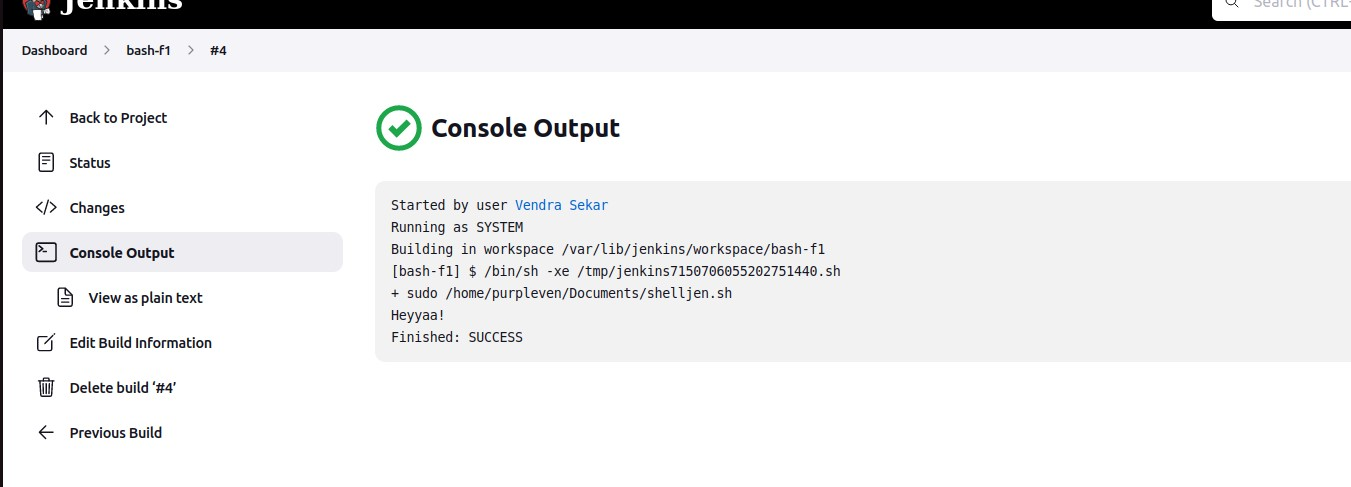 Jenkins
Search (CTRL+
Dashboard > bash-f1 > #4
Back to Project
Status
Changes
Console Output
View as plain text
Edit Build Information
Delete build ‘#4’
Previous Build
Console Output
Started by user Vendra Sekar
Running as SYSTEM
Building in workspace /var/lib/jenkins/workspace/bash-f1
[bash-f1] $ /bin/sh -xe /tmp/jenkins7150706055202751440.sh
+ sudo /home/purpleven/Documents/shelljen.sh
Heyyaa!
Finished: SUCCESS